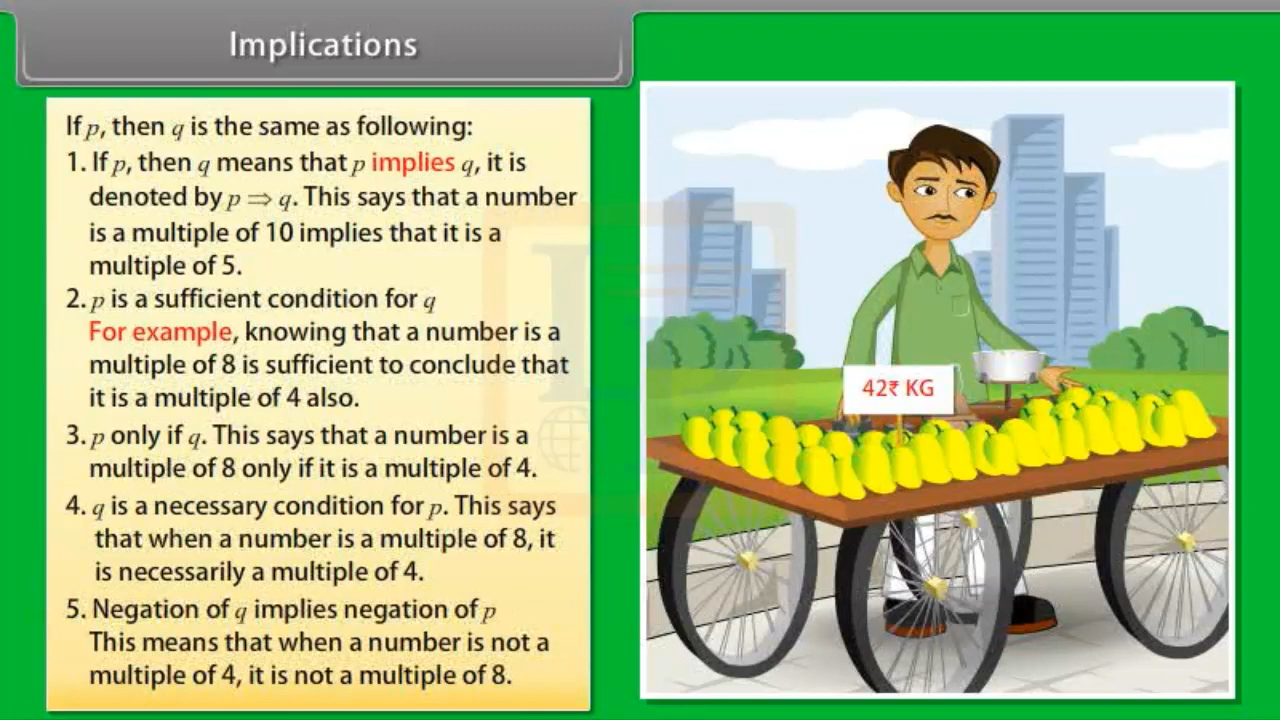 Implications
If p, then q is the same as following:
1. If p, then q means that p implies q, it is
denoted by p ⇒ q. This says that a number
is a multiple of 10 implies that it is a
multiple of 5.
2. p is a sufficient condition for q
For example, knowing that a number is a
multiple of 8 is sufficient to conclude that
it is a multiple of 4 also.
3. p only if q. This says that a number is a
multiple of 8 only if it is a multiple of 4.
4. q is a necessary condition for p. This says
that when a number is a multiple of 8, it
is necessarily a multiple of 4.
5. Negation of q implies negation of p
This means that when a number is not a
multiple of 4, it is not a multiple of 8.
42₹ KG